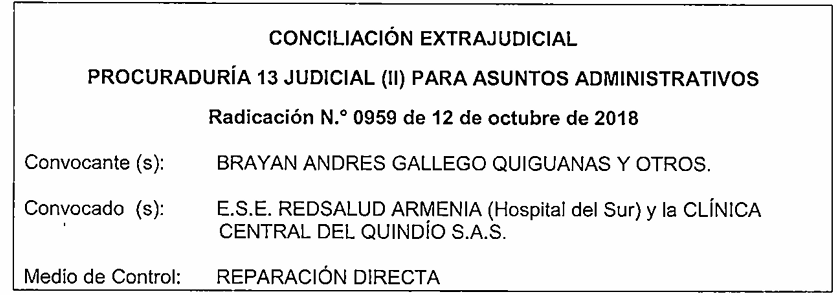 CONCILIACIÓN EXTRAJUDICIAL
PROCURADURÍA 13 JUDICIAL (II) PARA ASUNTOS ADMINISTRATIVOS
Radicación N.° 0959 de 12 de octubre de 2018
Convocante (s): BRAYAN ANDRES GALLEGO QUIGUANAS Y OTROS.
Convocado (s): E.S.E. REDSALUD ARMENIA (Hospital del Sur) y la CLÍNICA
CENTRAL DEL QUINDÍO S.A.S.
Medio de Control: REPARACIÓN DIRECTA